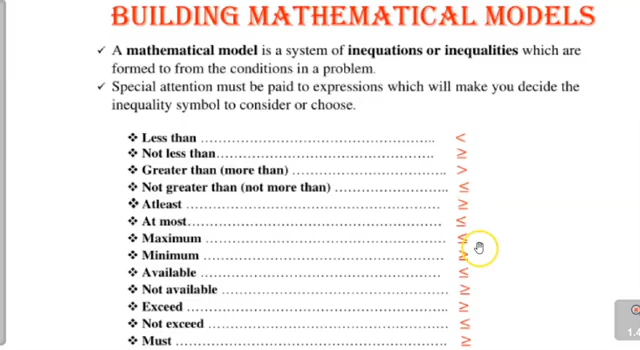 BUILDING MATHEMATICAL MODELS
✓ A mathematical model is a system of inequations or inequalities which are
formed to from the conditions in a problem.
✓ Special attention must be paid to expressions which will make you decide the
inequality symbol to consider or choose.
❖ Less than ………………………………………………….. <
❖ Not less than……………………………………………… ≥
❖ Greater than (more than) ………………………………. >
❖ Not greater than (not more than) ……………………….. ≤
❖ Atleast ……………………………………………………… ≥
❖ At most……………………………………………………… ≤
❖ Maximum …………………………………………………… ≤
❖ Minimum …………………………………………………… ≥
❖ Available …………………………………………………… ≤
❖ Not available ……………………………………………… ≥
❖ Exceed ……………………………………………………… ≥
❖ Not exceed ………………………………………………… ≤
❖ Must ………………………………………………………… ≥